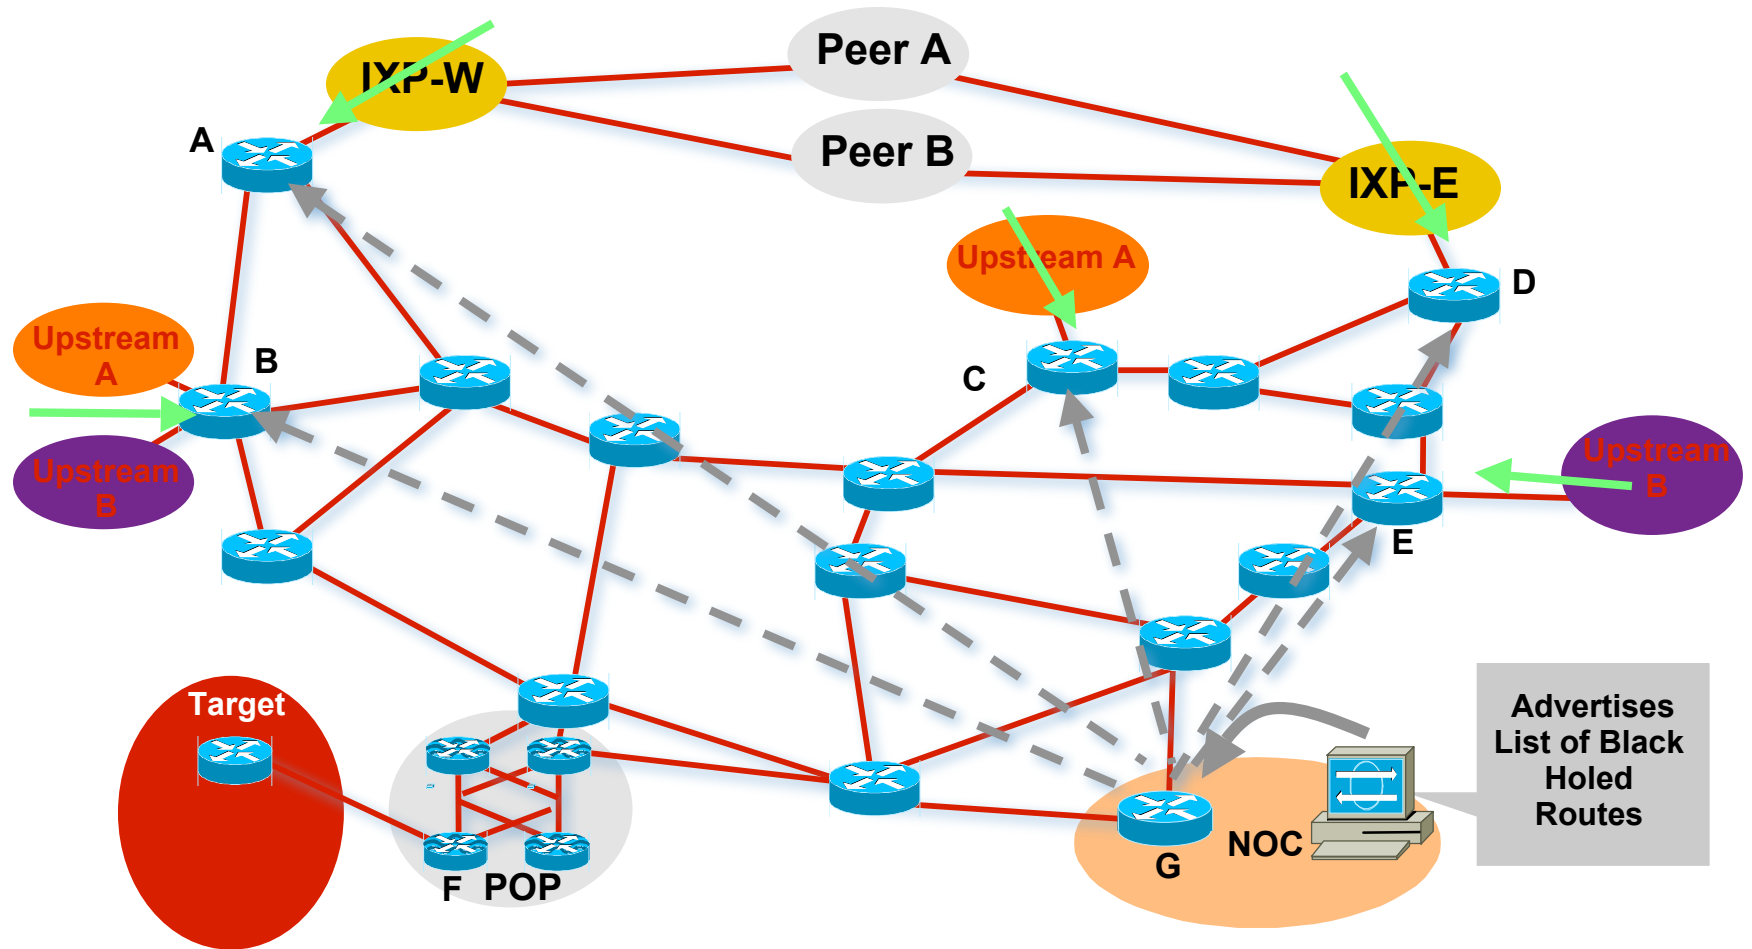 Peer A
IXP-W
A
Peer B
IXP-E
Upstream A
D
Upstream
A
B
C
Upstream
B
Upstream
B
E
Target
Advertises
List of Black
Holed
Routes
NOC
G
F
POP